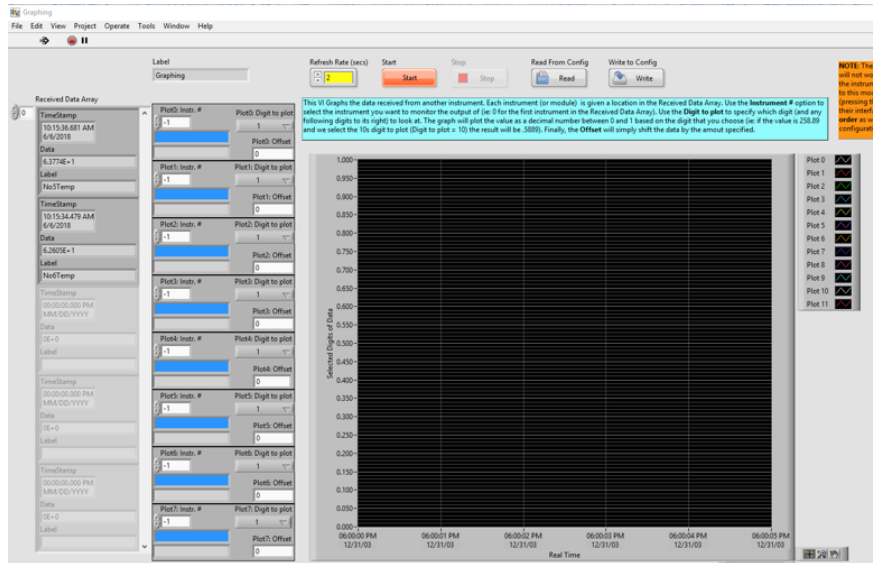 Graphing
File Edit View Project Operate Tools Window Help
Label
Graphing
Refresh Rate (secs)
2
Start
Start
Stop
Stop
Read From Config
Read
Write to Config
Write
NOTE: The
will not wo
the instrum
to this mod
(pressing th
their interfa
order as w
configurati
This VI Graphs the data received from another instrument. Each instrument (or module) is given a location in the Received Data Array. Use the Instrument # option to
select the instrument you want to monitor the output of (ie: 0 for the first instrument in the Received Data Array). Use the Digit to plot to specify which digit (and any
following digits to its right) to look at. The graph will plot the value as a decimal number between 0 and 1 based on the digit that you choose (ie: if the value is 258.89
and we select the 10s digit to plot (Digit to plot = 10) the result will be .5889). Finally, the Offset will simply shift the data by the amout specified.
Received Data Array
0
TimeStamp
10:15:36.681 AM
6/6/2018
Data
6.3774E+1
Label
No5Temp
TimeStamp
10:15:34.479 AM
6/6/2018
Data
6.2605E+1
Label
No6Temp
TimeStamp
00:00:00.000 PM
MM/DD/YYYY
Data
0E+0
Label
TimeStamp
00:00:00.000 PM
MM/DD/YYYY
Data
0E+0
Label
TimeStamp
00:00:00.000 PM
MM/DD/YYYY
Data
0E+0
Label
Plot0: Instr. # Plot0: Digit to plot
-1 1
Plot0: Offset
0
Plot1: Instr. # Plot1: Digit to plot
-1 1
Plot1: Offset
0
Plot2: Instr. # Plot2: Digit to plot
-1 1
Plot2: Offset
0
Plot3: Instr. # Plot3: Digit to plot
-1 1
Plot3: Offset
0
Plot4: Instr. # Plot4: Digit to plot
-1 1
Plot4: Offset
0
Plot5: Instr. # Plot5: Digit to plot
-1 1
Plot5: Offset
0
Plot6: Instr. # Plot6: Digit to plot
-1 1
Plot6: Offset
0
Plot7: Instr. # Plot7: Digit to plot
-1 1
Plot7: Offset
0
Selected Digits of Data
1.000
0.950
0.900
0.850
0.800
0.750
0.700
0.650
0.600
0.550
0.500
0.450
0.400
0.350
0.300
0.250
0.200
0.150
0.100
0.050
0.000
06:00:00 PM 06:00:01 PM 06:00:02 PM 06:00:03 PM 06:00:04 PM 06:00:05 PM
12/31/03 12/31/03 12/31/03 12/31/03 12/31/03 12/31/03
Real Time
Plot 0
Plot 1
Plot 2
Plot 3
Plot 4
Plot 5
Plot 6
Plot 7
Plot 8
Plot 9
Plot 10
Plot 11